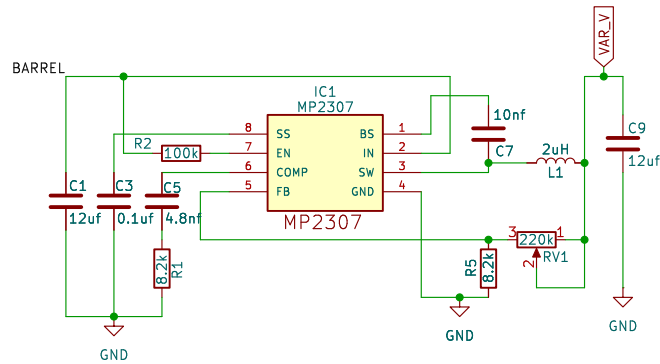 VAR_V
BARREL
IC1
MP2307
8 SS BS 1
7 EN IN 2
6 COMP SW 3
5 FB GND 4
MP2307
R2
100k
10nf
C7
2uH
L1
C9
12uf
C1
12uf
C3
0.1uf
C5
4.8nf
8.2k
R1
R5
8.2k
3 220k 1
2 RV1
GND
GND
GND